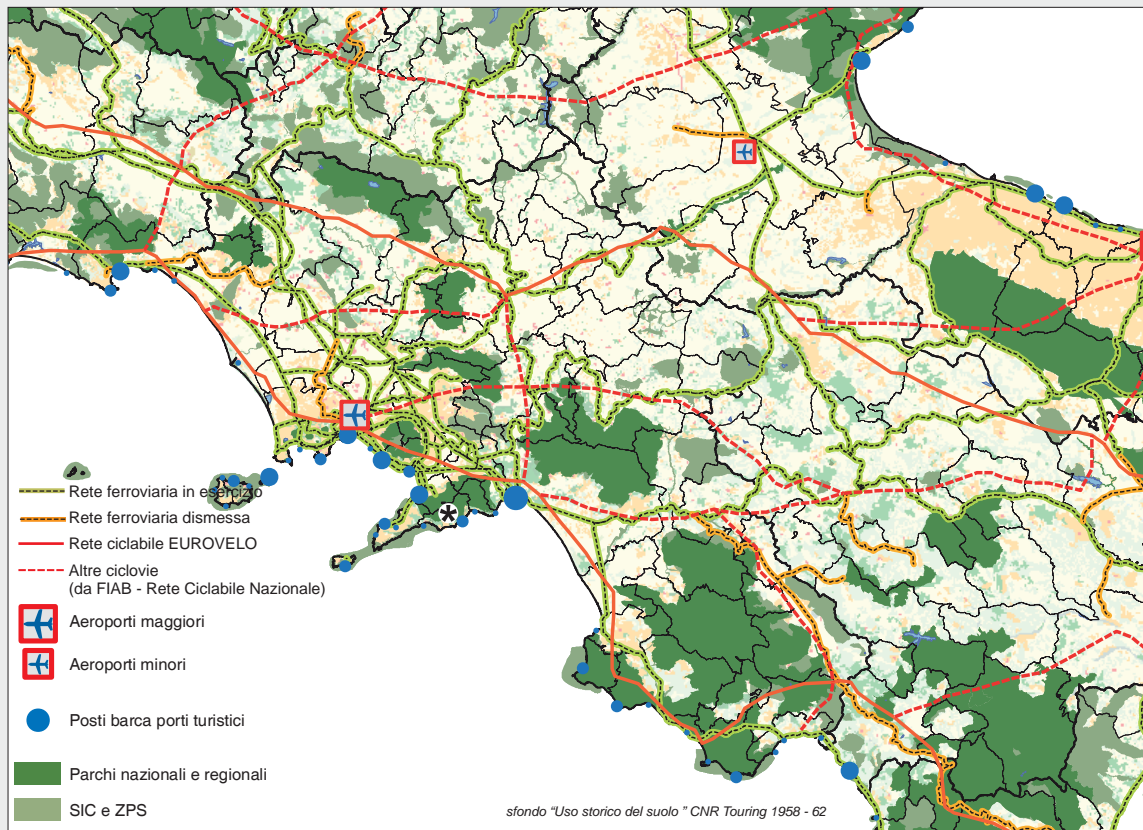 Rete ferroviaria in esercizio
Rete ferroviaria dismessa
Rete ciclabile EUROVELO
Altre ciclovie
(da FIAB - Rete Ciclabile Nazionale)
Aeroporti maggiori
Aeroporti minori
Posti barca porti turistici
Parchi nazionali e regionali
SIC e ZPS
sfondo “Uso storico del suolo ” CNR Touring 1958 - 62
*